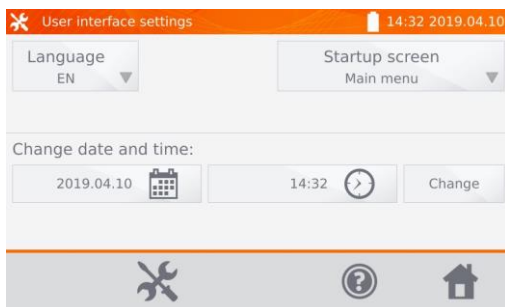 User interface settings
14:32 2019.04.10
Language
EN
Startup screen
Main menu
Change date and time:
2019.04.10
14:32
Change
?